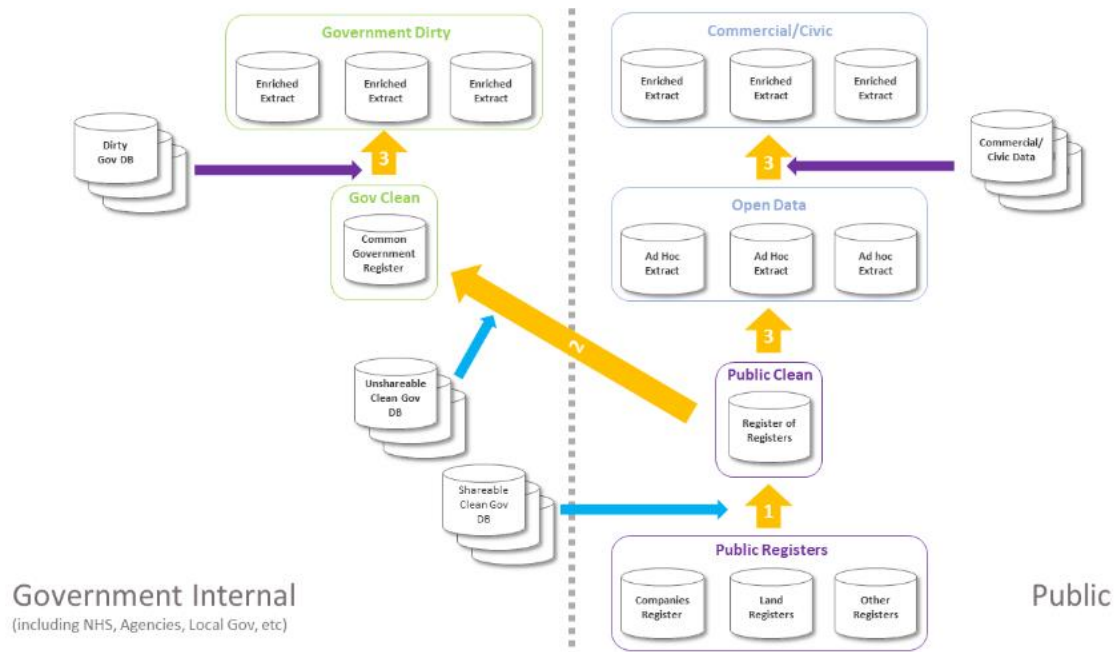 Government Dirty
Enriched
Extract
Enriched
Extract
Enriched
Extract
Commercial/Civic
Enriched
Extract
Enriched
Extract
Enriched
Extract
Dirty
Gov DB
3
3
Commercial/
Civic Data
Gov Clean
Common
Government
Register
Open Data
Ad Hoc
Extract
Ad Hoc
Extract
Ad hoc
Extract
2
3
Unshareable
Clean Gov
DB
Public Clean
Register of
Registers
Shareable
Clean Gov
DB
1
Public Registers
Companies
Register
Land
Registers
Other
Registers
Government Internal
(including NHS, Agencies, Local Gov, etc)
Public